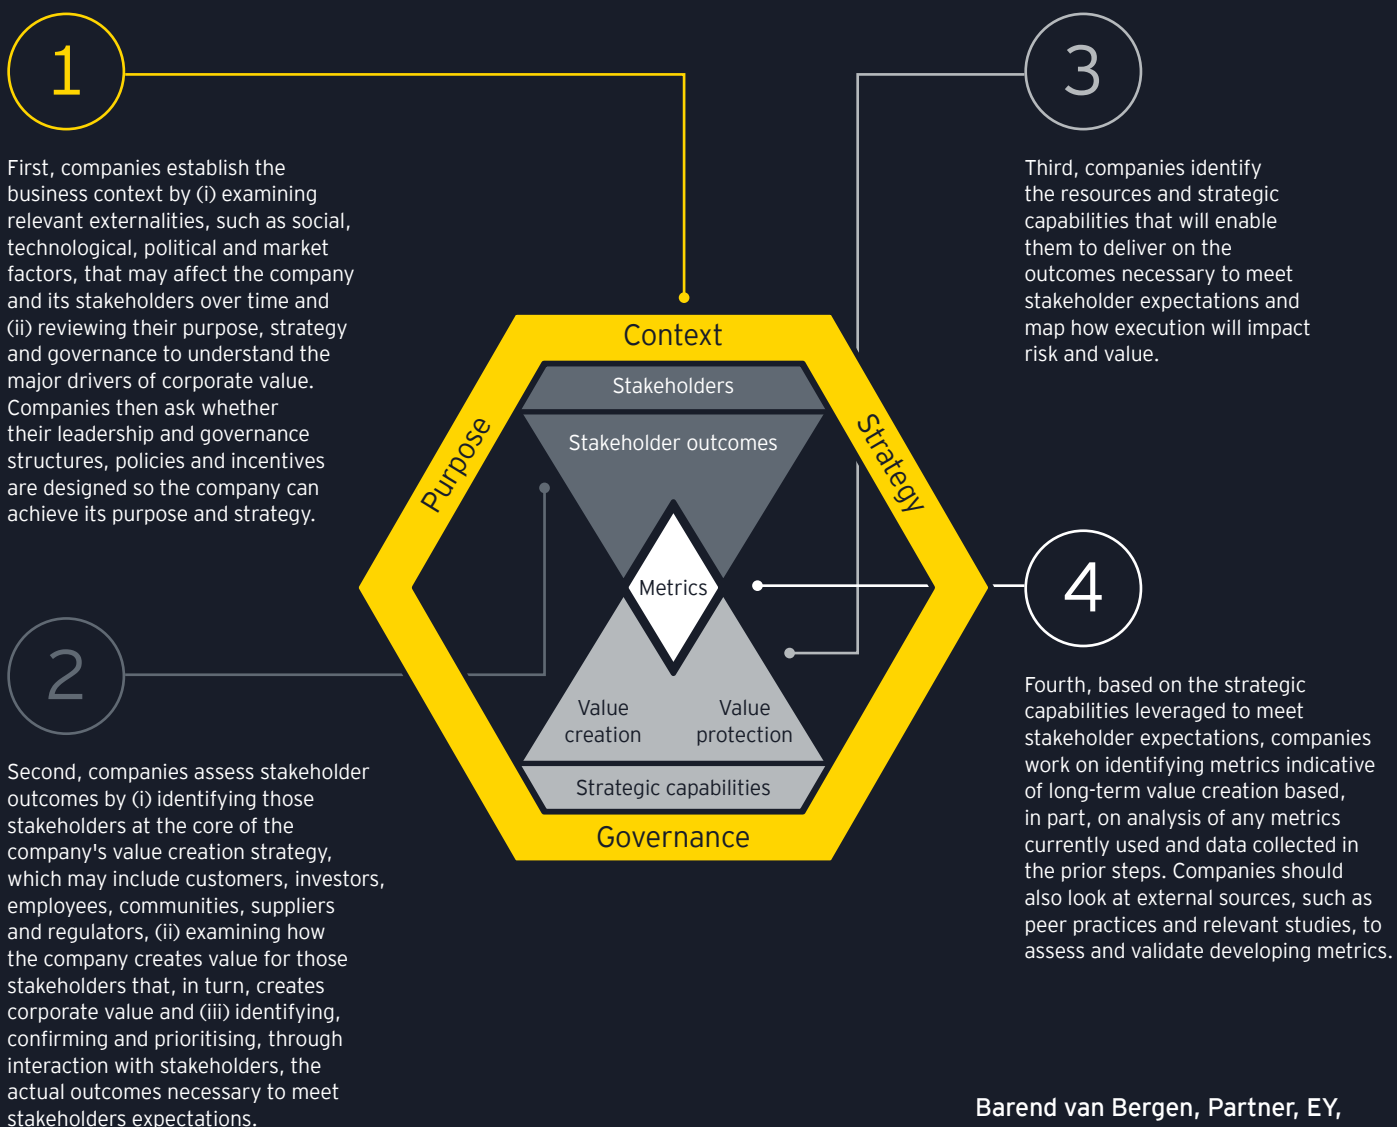 1
First, companies establish the
business context by (i) examining
relevant externalities, such as social,
technological, political and market
factors, that may affect the company
and its stakeholders over time and
(ii) reviewing their purpose, strategy
and governance to understand the
major drivers of corporate value.
Companies then ask whether
their leadership and governance
structures, policies and incentives
are designed so the company can
achieve its purpose and strategy.
2
Second, companies assess stakeholder
outcomes by (i) identifying those
stakeholders at the core of the
company's value creation strategy,
which may include customers, investors,
employees, communities, suppliers
and regulators, (ii) examining how
the company creates value for those
stakeholders that, in turn, creates
corporate value and (iii) identifying,
confirming and prioritising, through
interaction with stakeholders, the
actual outcomes necessary to meet
stakeholders expectations.
Context
Stakeholders
Stakeholder outcomes
Purpose
Strategy
Metrics
Value
creation
Value
protection
Strategic capabilities
Governance
3
Third, companies identify
the resources and strategic
capabilities that will enable
them to deliver on the
outcomes necessary to meet
stakeholder expectations and
map how execution will impact
risk and value.
4
Fourth, based on the strategic
capabilities leveraged to meet
stakeholder expectations, companies
work on identifying metrics indicative
of long-term value creation based,
in part, on analysis of any metrics
currently used and data collected in
the prior steps. Companies should
also look at external sources, such as
peer practices and relevant studies, to
assess and validate developing metrics.
Barend van Bergen, Partner, EY,